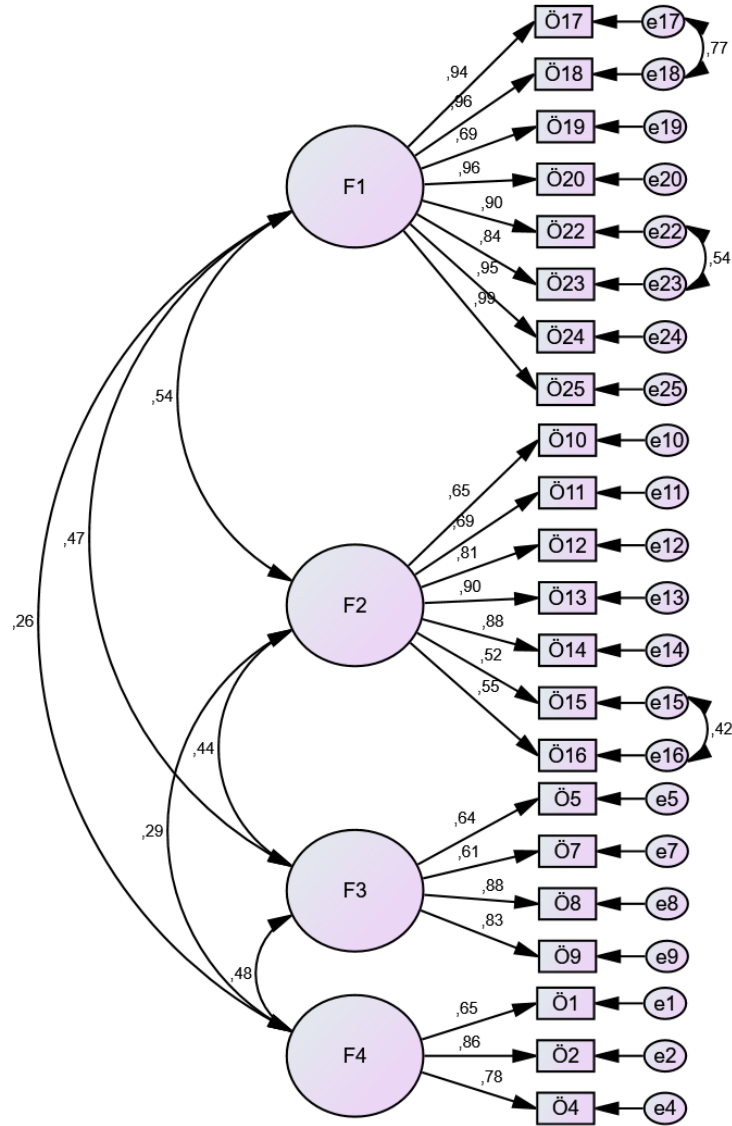 Ö17 e17
,77
,94
Ö18 e18
,96
,69
Ö19 e19
F1
,96
Ö20 e20
,90
Ö22 e22
,84
,54
,95
Ö23 e23
,99
Ö24 e24
Ö25 e25
,54
Ö10 e10
,65
Ö11 e11
,69
,47
,81
Ö12 e12
,90
Ö13 e13
F2
,26
,88
Ö14 e14
,52
,55
Ö15 e15
,42
,44
Ö16 e16
Ö5 e5
,64
,29
,61
Ö7 e7
F3
,88
Ö8 e8
,83
Ö9 e9
,48
Ö1 e1
,65
,86
F4
Ö2 e2
,78
Ö4 e4